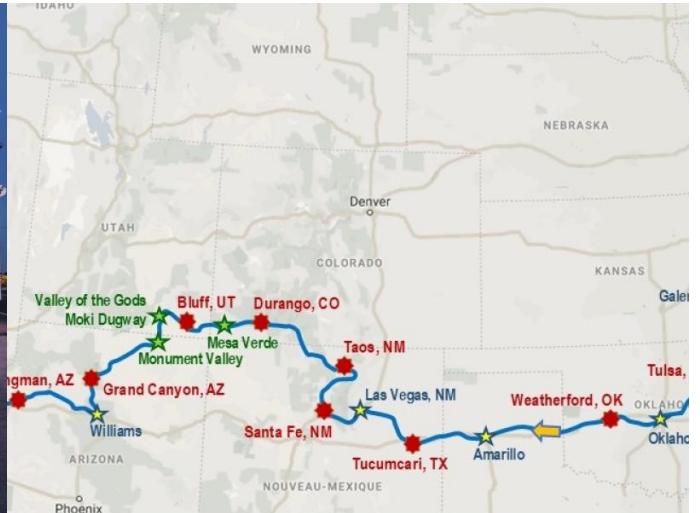 IDAHO
WYOMING
NEBRASKA
Denver
UTAH
COLORADO
KANSAS
Valley of the Gods
Bluff, UT
Durango, CO
Galen
Moki Dugway
Mesa Verde
Monument Valley
Taos, NM
Tulsa,
ngman, AZ
Grand Canyon, AZ
Las Vegas, NM
Weatherford, OK
OKLAHO
Williams
Santa Fe, NM
Oklaho
Amarillo
Tucumcari, TX
ARIZONA
NOUVEAU-MEXIQUE
Phoenix